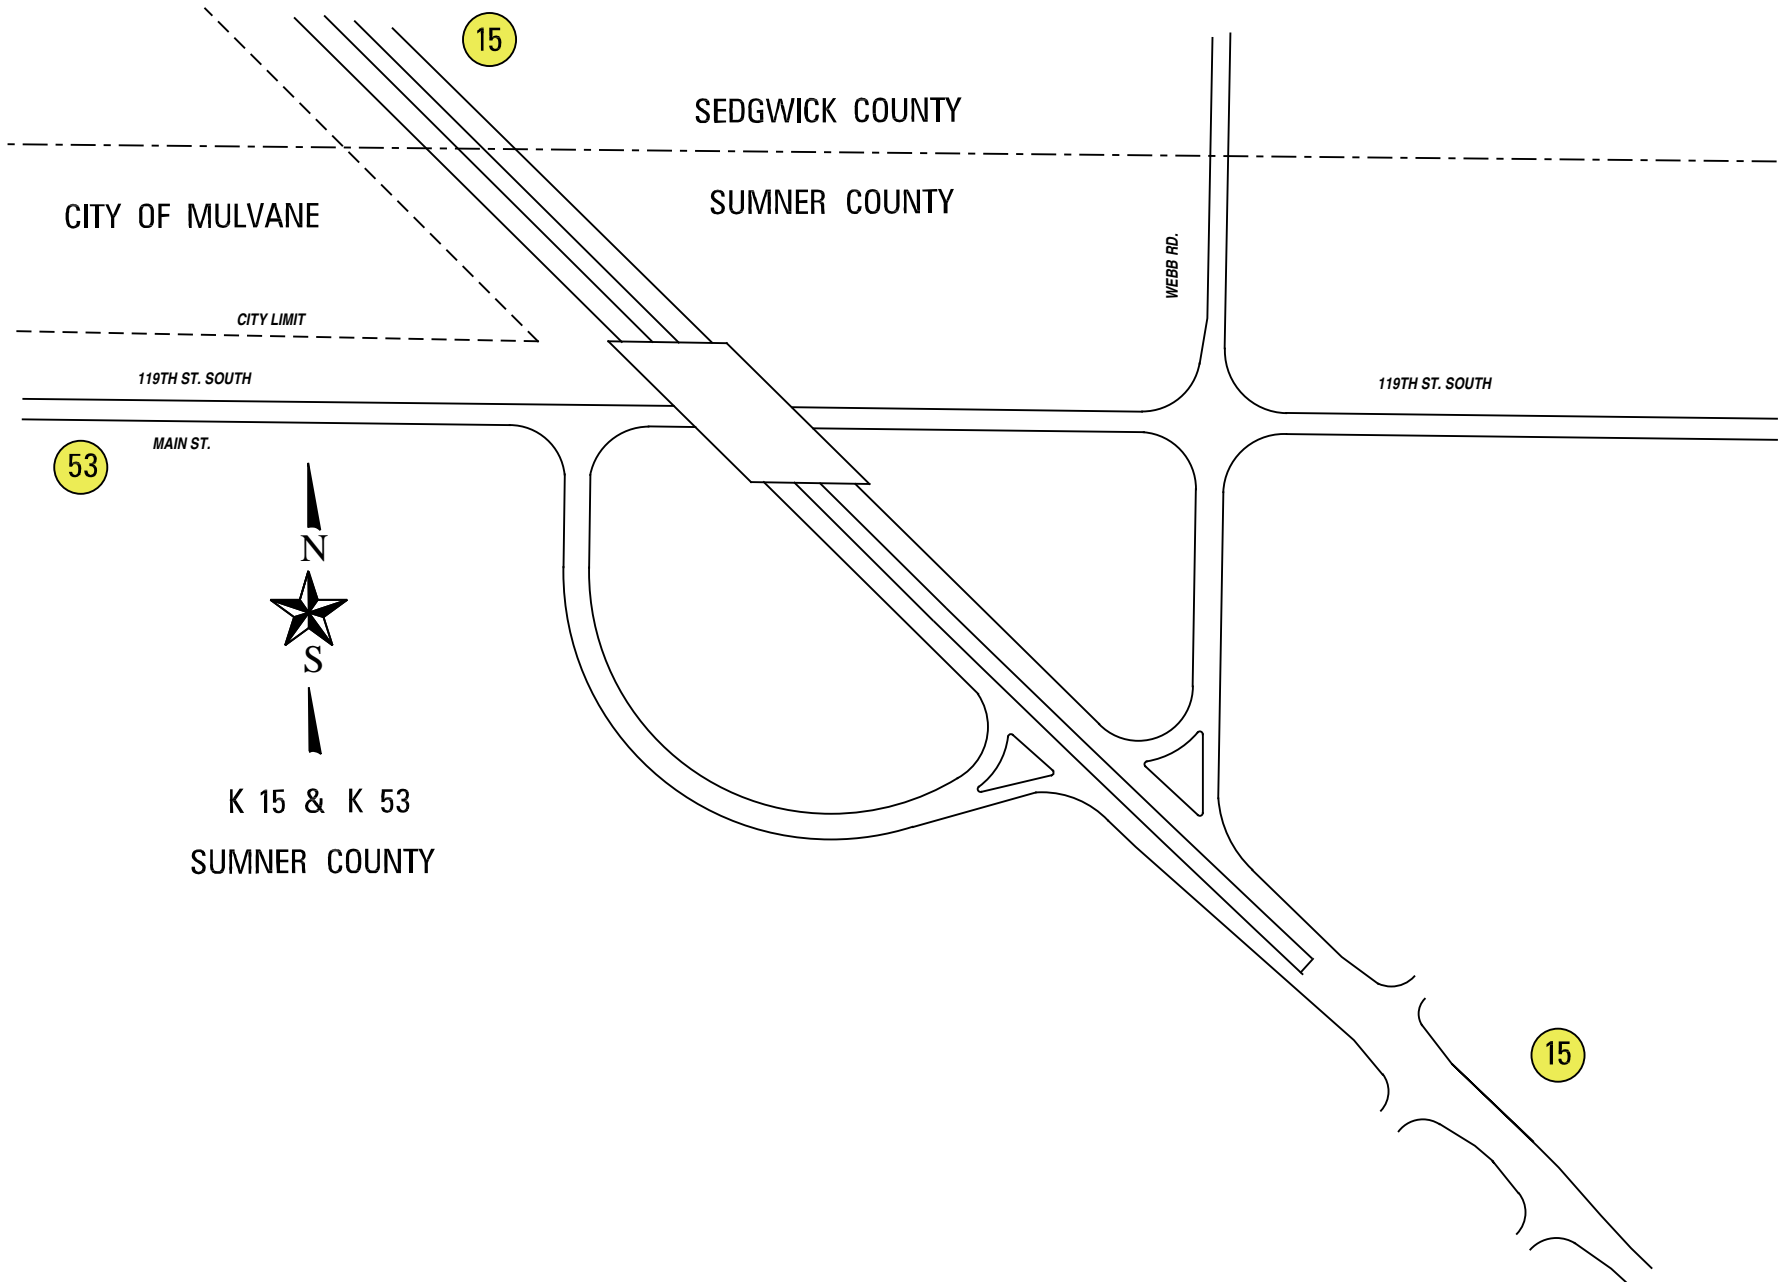 15
SEDGWICK COUNTY
CITY OF MULVANE
SUMNER COUNTY
WEBB RD.
CITY LIMIT
119TH ST. SOUTH
119TH ST. SOUTH
MAIN ST.
53
N
S
K 15 & K 53
SUMNER COUNTY
15